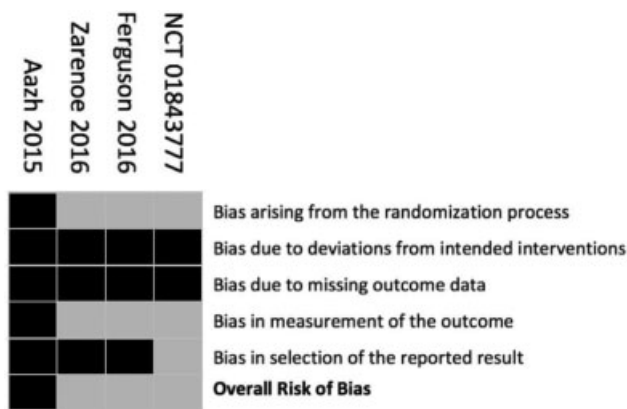 Aazh 2015
Zarenoe 2016
Ferguson 2016
NCT 01843777
Bias arising from the randomization process
Bias due to deviations from intended interventions
Bias due to missing outcome data
Bias in measurement of the outcome
Bias in selection of the reported result
Overall Risk of Bias